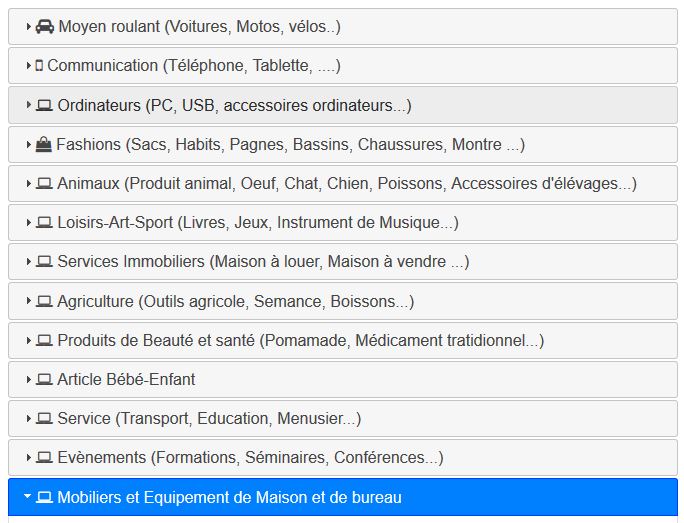 Moyen roulant (Voitures, Motos, vélos..)
Communication (Téléphone, Tablette, ....)
Ordinateurs (PC, USB, accessoires ordinateurs...)
Fashions (Sacs, Habits, Pagnes, Bassins, Chaussures, Montre ...)
Animaux (Produit animal, Oeuf, Chat, Chien, Poissons, Accessoires d'élévages...)
Loisirs-Art-Sport (Livres, Jeux, Instrument de Musique...)
Services Immobiliers (Maison à louer, Maison à vendre ...)
Agriculture (Outils agricole, Semance, Boissons...)
Produits de Beauté et santé (Pomamade, Médicament tratidionnel...)
Article Bébé-Enfant
Service (Transport, Education, Menusier...)
Evènements (Formations, Séminaires, Conférences...)
Mobiliers et Equipement de Maison et de bureau